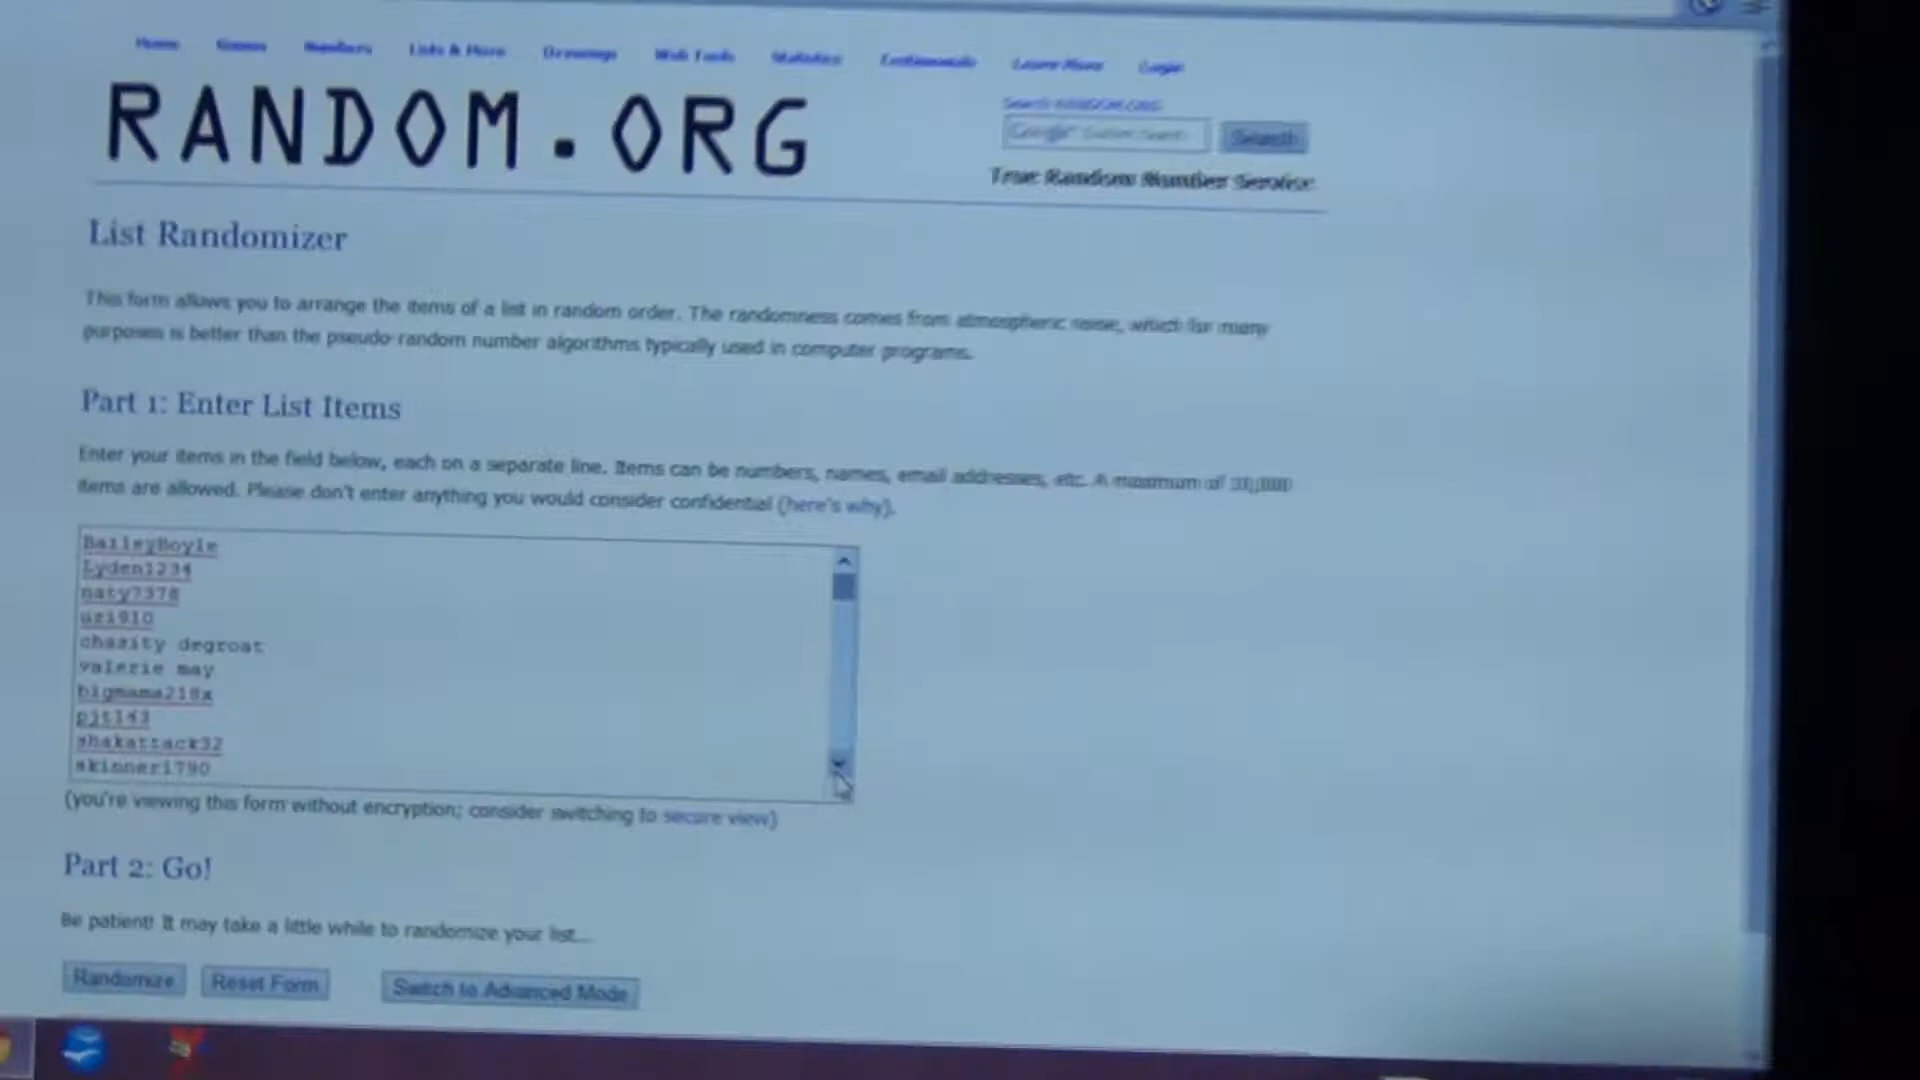 Home Games Numbers Lists & More Drawings Web Tools Statistics Testimonials Learn More Login
RANDOM.ORG
Search RANDOM.ORG
Google Custom Search Search
True Random Number Service
List Randomizer
This form allows you to arrange the items of a list in random order. The randomness comes from atmospheric noise, which for many
purposes is better than the pseudo-random number algorithms typically used in computer programs.
Part 1: Enter List Items
Enter your items in the field below, each on a separate line. Items can be numbers, names, email addresses, etc. A maximum of 10,000
items are allowed. Please don't enter anything you would consider confidential (here's why).
BaileyBoyle
Lyden1234
naty7378
uri910
chasity degroat
valerie may
bigmama218x
pjt143
shakattack32
skinner1790
(you're viewing this form without encryption; consider switching to secure view)
Part 2: Go!
Be patient! It may take a little while to randomize your list...
Randomize Reset Form Switch to Advanced Mode